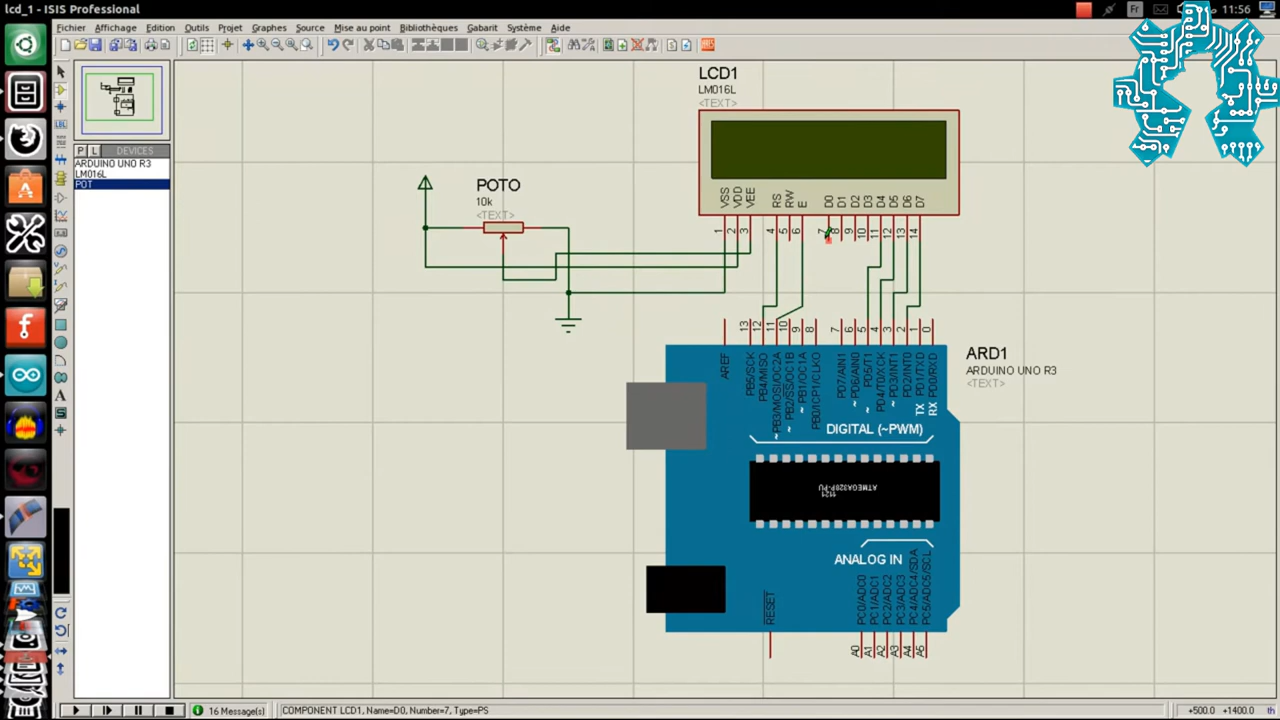 lcd_1 - ISIS Professional
Fr
11:56
Fichier Affichage Edition Outils Projet Graphes Source Mise au point Bibliothèques Gabarit Système Aide
P L DEVICES
ARDUINO UNO R3
LM016L
POT
LCD1
LM016L
<TEXT>
VSS VDD VEE RS RW E D0 D1 D2 D3 D4 D5 D6 D7
1 2 3 4 5 6 7 8 9 10 11 12 13 14
POTO
10k
<TEXT>
13 12 11 10 9 8 7 6 5 4 3 2 1 0
AREF
PB5/SCK
PB4/MISO
~PB3/MOSI/OC2A
~PB2/SS/OC1B
~PB1/OC1A
PB0/ICP1/CLKO
PD7/AIN1
~PD6/AIN0
~PD5/T1
PD4/T0/XCK
~PD3/INT1
PD2/INT0
TX PD1/TXD
RX PD0/RXD
ARD1
ARDUINO UNO R3
<TEXT>
DIGITAL (~PWM)
ATMEGA328P-PU
1121
ANALOG IN
RESET
PC0/ADC0
PC1/ADC1
PC2/ADC2
PC3/ADC3
PC4/ADC4/SDA
PC5/ADC5/SCL
A0 A1 A2 A3 A4 A5
16 Message(s)
COMPONENT LCD1, Name=D0, Number=7, Type=PS
+500.0 +1400.0 th